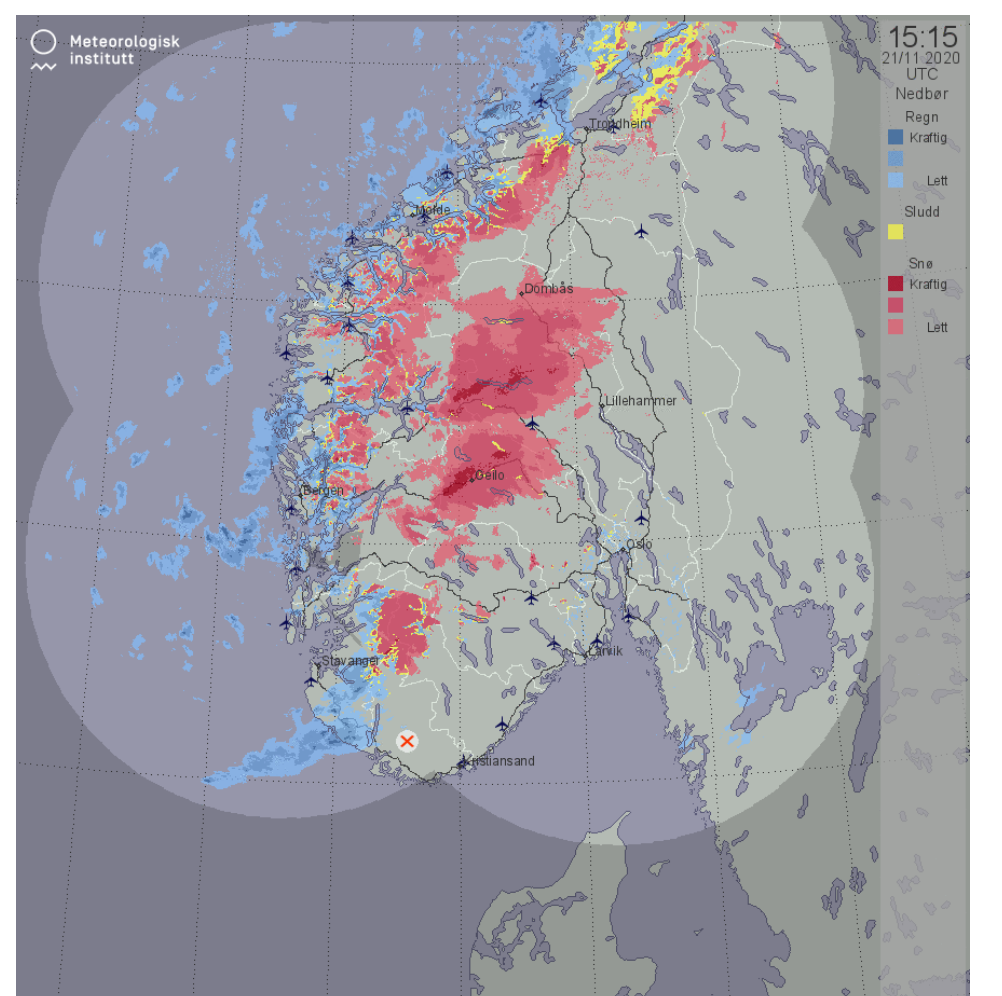 Meteorologisk
institutt
15:15
21/11 2020
UTC
Nedbør
Regn
Kraftig
Lett
Sludd
Snø
Kraftig
Lett
Trondheim
Molde
Dombås
Lillehammer
Geilo
Bergen
Oslo
Larvik
Stavanger
Kristiansand